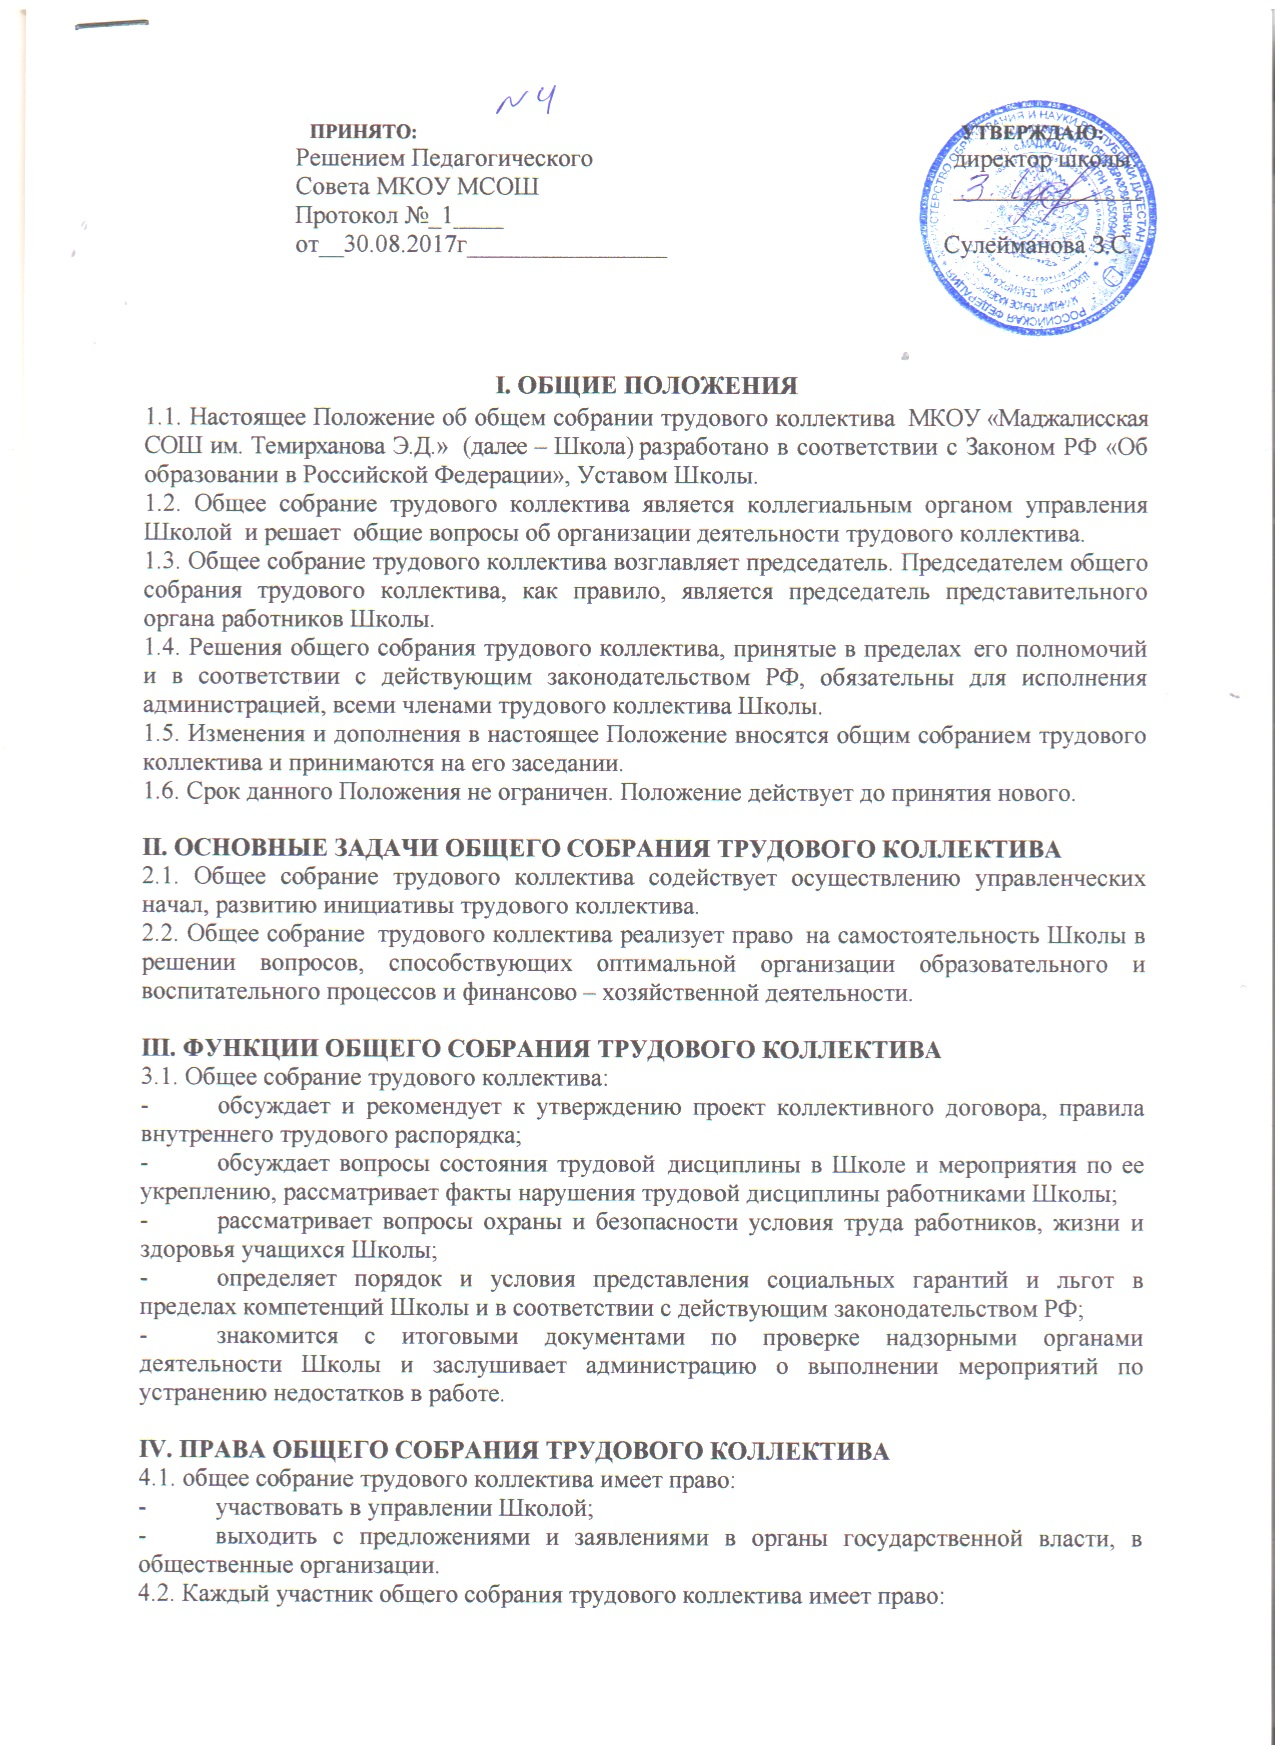 № 4
ПРИНЯТО:
Решением Педагогического
Совета МКОУ МСОШ
Протокол №_1____
от__30.08.2017г________________
УТВЕРЖДАЮ:
директор школы
Сулейманова З.С.
I. ОБЩИЕ ПОЛОЖЕНИЯ
1.1. Настоящее Положение об общем собрании трудового коллектива МКОУ «Маджалисская
СОШ им. Темирханова Э.Д.» (далее – Школа) разработано в соответствии с Законом РФ «Об
образовании в Российской Федерации», Уставом Школы.
1.2. Общее собрание трудового коллектива является коллегиальным органом управления
Школой и решает общие вопросы об организации деятельности трудового коллектива.
1.3. Общее собрание трудового коллектива возглавляет председатель. Председателем общего
собрания трудового коллектива, как правило, является председатель представительного
органа работников Школы.
1.4. Решения общего собрания трудового коллектива, принятые в пределах его полномочий
и в соответствии с действующим законодательством РФ, обязательны для исполнения
администрацией, всеми членами трудового коллектива Школы.
1.5. Изменения и дополнения в настоящее Положение вносятся общим собранием трудового
коллектива и принимаются на его заседании.
1.6. Срок данного Положения не ограничен. Положение действует до принятия нового.
II. ОСНОВНЫЕ ЗАДАЧИ ОБЩЕГО СОБРАНИЯ ТРУДОВОГО КОЛЛЕКТИВА
2.1. Общее собрание трудового коллектива содействует осуществлению управленческих
начал, развитию инициативы трудового коллектива.
2.2. Общее собрание трудового коллектива реализует право на самостоятельность Школы в
решении вопросов, способствующих оптимальной организации образовательного и
воспитательного процессов и финансово – хозяйственной деятельности.
III. ФУНКЦИИ ОБЩЕГО СОБРАНИЯ ТРУДОВОГО КОЛЛЕКТИВА
3.1. Общее собрание трудового коллектива:
- обсуждает и рекомендует к утверждению проект коллективного договора, правила
внутреннего трудового распорядка;
- обсуждает вопросы состояния трудовой дисциплины в Школе и мероприятия по ее
укреплению, рассматривает факты нарушения трудовой дисциплины работниками Школы;
- рассматривает вопросы охраны и безопасности условия труда работников, жизни и
здоровья учащихся Школы;
- определяет порядок и условия представления социальных гарантий и льгот в
пределах компетенций Школы и в соответствии с действующим законодательством РФ;
- знакомится с итоговыми документами по проверке надзорными органами
деятельности Школы и заслушивает администрацию о выполнении мероприятий по
устранению недостатков в работе.
IV. ПРАВА ОБЩЕГО СОБРАНИЯ ТРУДОВОГО КОЛЛЕКТИВА
4.1. общее собрание трудового коллектива имеет право:
- участвовать в управлении Школой;
- выходить с предложениями и заявлениями в органы государственной власти, в
общественные организации.
4.2. Каждый участник общего собрания трудового коллектива имеет право: